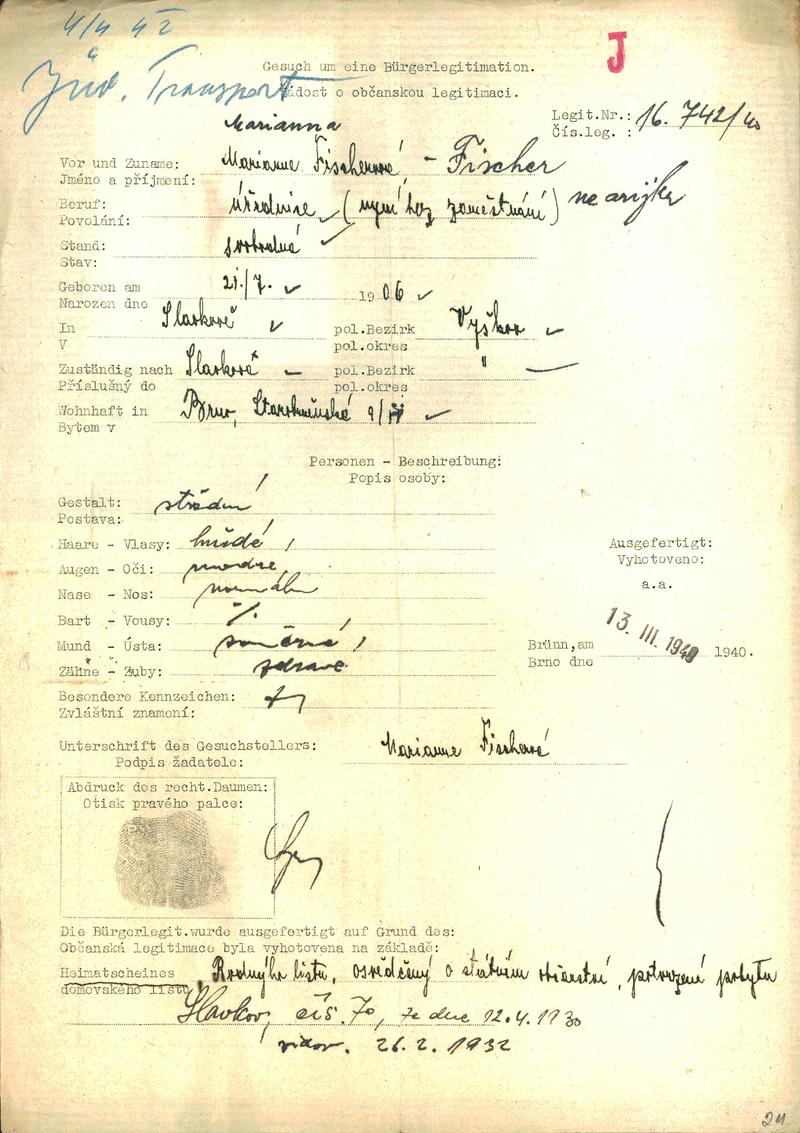 4/4 42
J
Jüd. Transport
Gesuch um eine Bürgerlegitimation.
Žádost o občanskou legitimaci.
Legit.Nr.: 16.742/40
Čís.leg. :
Marianna
Vor und Zuname: Marianne Fischerová, - Fischer
Jméno a příjmení:
Beruf: úřednice (nyní bez zaměstnání) nearijka
Povolání:
Stand: svobodná
Stav:
Geboren am 21./7. 1906
Narozen dne
In Slavkově pol.Bezirk Vyškov
V pol.okres
Zuständig nach Slavkově pol.Bezirk "
Příslušný do pol.okres
Wohnhaft in Brno, Starobrněnská 9/
Bytem v
Personen - Beschreibung:
Popis osoby:
Gestalt: střední
Postava:
Haare - Vlasy: hnědé,
Augen - Oči: modré,
Nase - Nos: normální
Bart - Vousy: %.
Mund - Ústa: souměrná,
Zähne - Zuby: zdravé
Besondere Kennzeichen:
Zvláštní znamení:
Ausgefertigt:
Vyhotoveno:
a.a.
Brünn,am 13. III. 1940 1940.
Brno dne
Unterschrift des Gesuchstellers: Marianne Fischerová
Podpis žadatele:
Abdruck des recht.Daumen:
Otisk pravého palce:
Die Bürgerlegit.wurde ausgefertigt auf Grund des:
Občanská legitimace byla vyhotovena na základě:
Heimatscheines Rodného listu, osvědčený o státním občanství, potvrzení pobytu
domovského listu
Slavkov, čís. 70, ze dne 12.4.1930
vidov. 26.2.1932
24